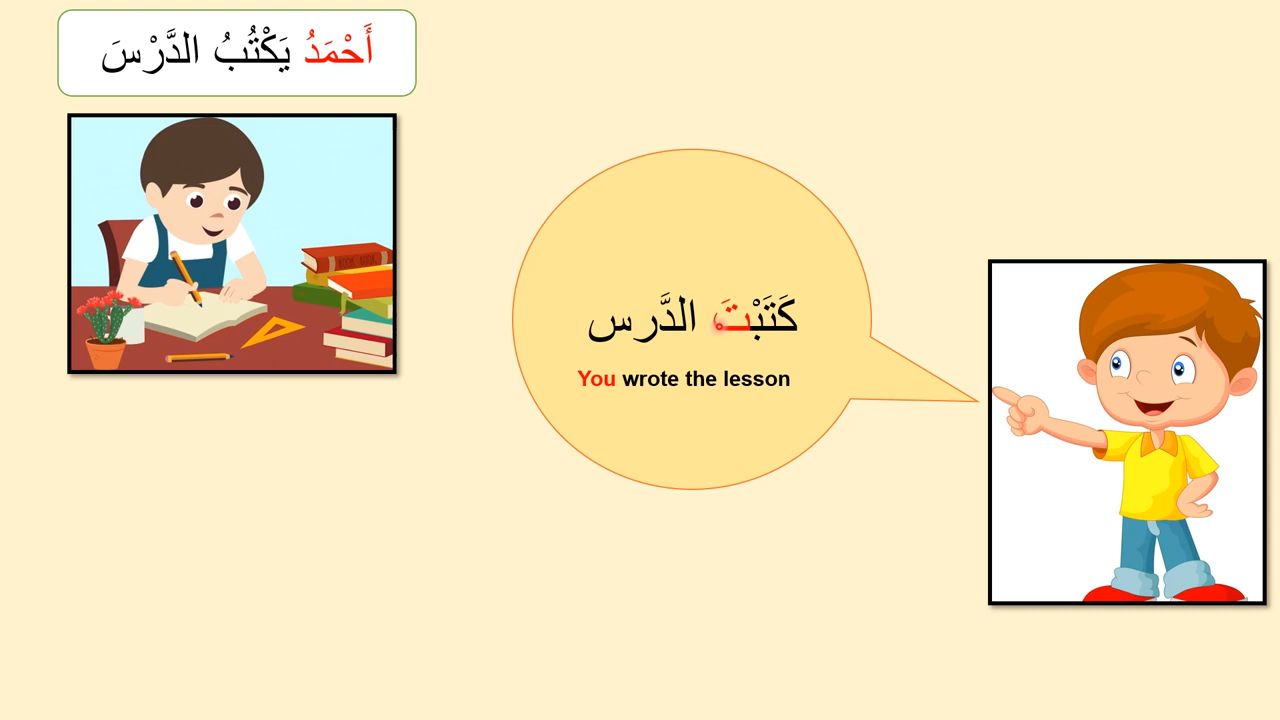 أَحْمَدُ يَكْتُبُ الدَّرْسَ
كَتَبْتَ الدَّرس
You wrote the lesson